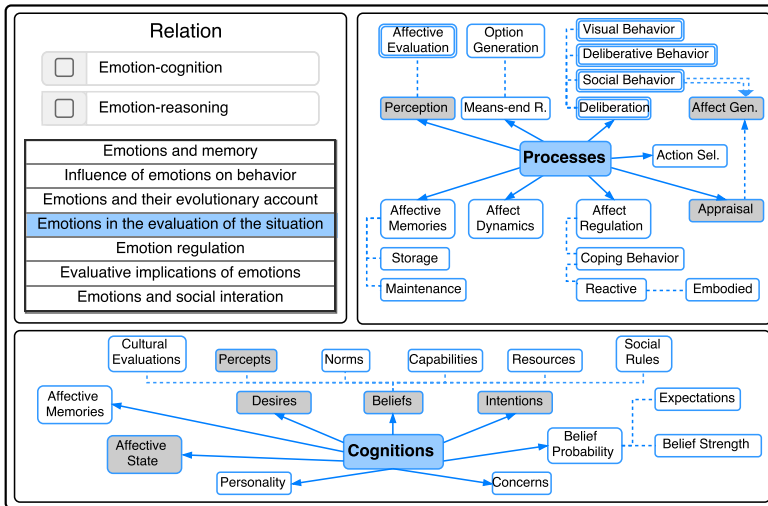 Relation
Emotion-cognition
Emotion-reasoning
Emotions and memory
Influence of emotions on behavior
Emotions and their evolutionary account
Emotions in the evaluation of the situation
Emotion regulation
Evaluative implications of emotions
Emotions and social interation
Affective
Evaluation
Option
Generation
Visual Behavior
Deliberative Behavior
Social Behavior
Perception
Means-end R.
Deliberation
Affect Gen.
Processes
Action Sel.
Affective
Memories
Affect
Dynamics
Affect
Regulation
Appraisal
Storage
Coping Behavior
Maintenance
Reactive
Embodied
Cultural
Evaluations
Percepts
Norms
Capabilities
Resources
Social
Rules
Affective
Memories
Desires
Beliefs
Intentions
Expectations
Affective
State
Cognitions
Belief
Probability
Belief Strength
Personality
Concerns